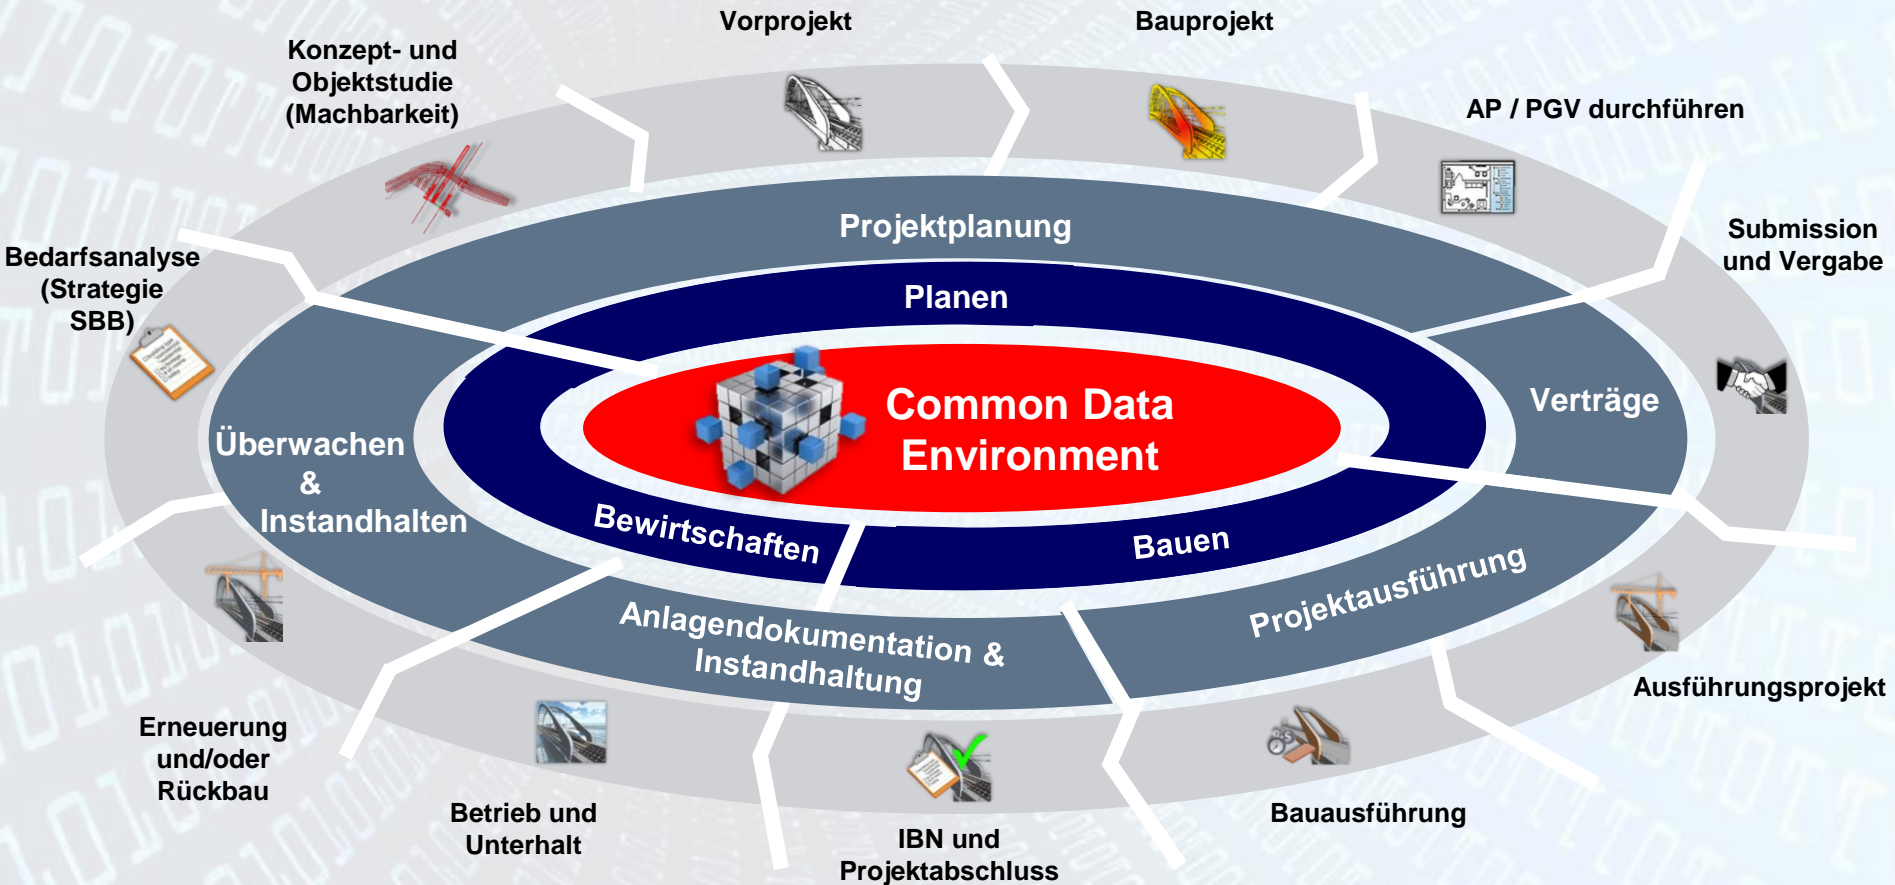 Vorprojekt
Bauprojekt
Konzept- und
Objektstudie
(Machbarkeit)
AP / PGV durchführen
Submission
und Vergabe
Bedarfsanalyse
(Strategie
SBB)
Projektplanung
Planen
Common Data
Environment
Verträge
Überwachen
&
Instandhalten
Bewirtschaften
Bauen
Projektausführung
Anlagendokumentation &
Instandhaltung
Ausführungsprojekt
Erneuerung
und/oder
Rückbau
Betrieb und
Unterhalt
IBN und
Projektabschluss
Bauausführung